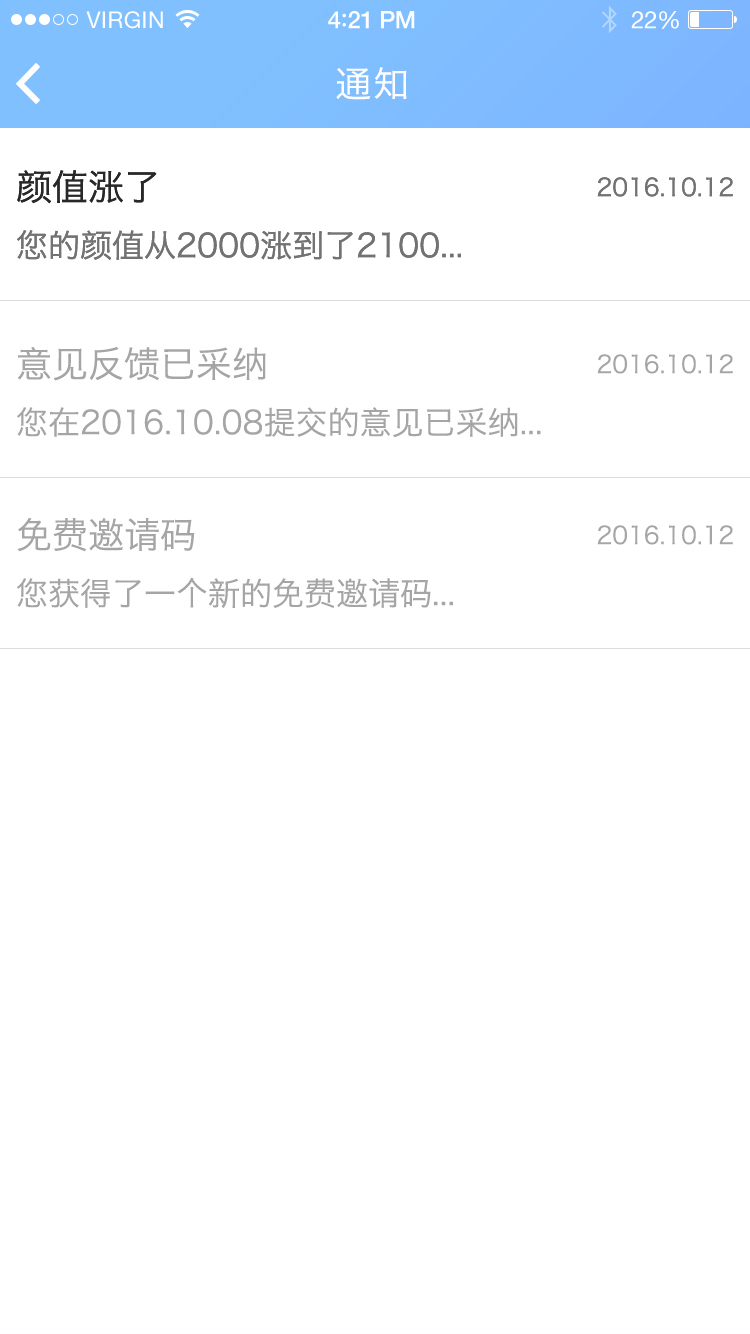 VIRGIN 4:21 PM 22%
通知
颜值涨了 2016.10.12
您的颜值从2000涨到了2100...
意见反馈已采纳 2016.10.12
您在2016.10.08提交的意见已采纳...
免费邀请码 2016.10.12
您获得了一个新的免费邀请码...